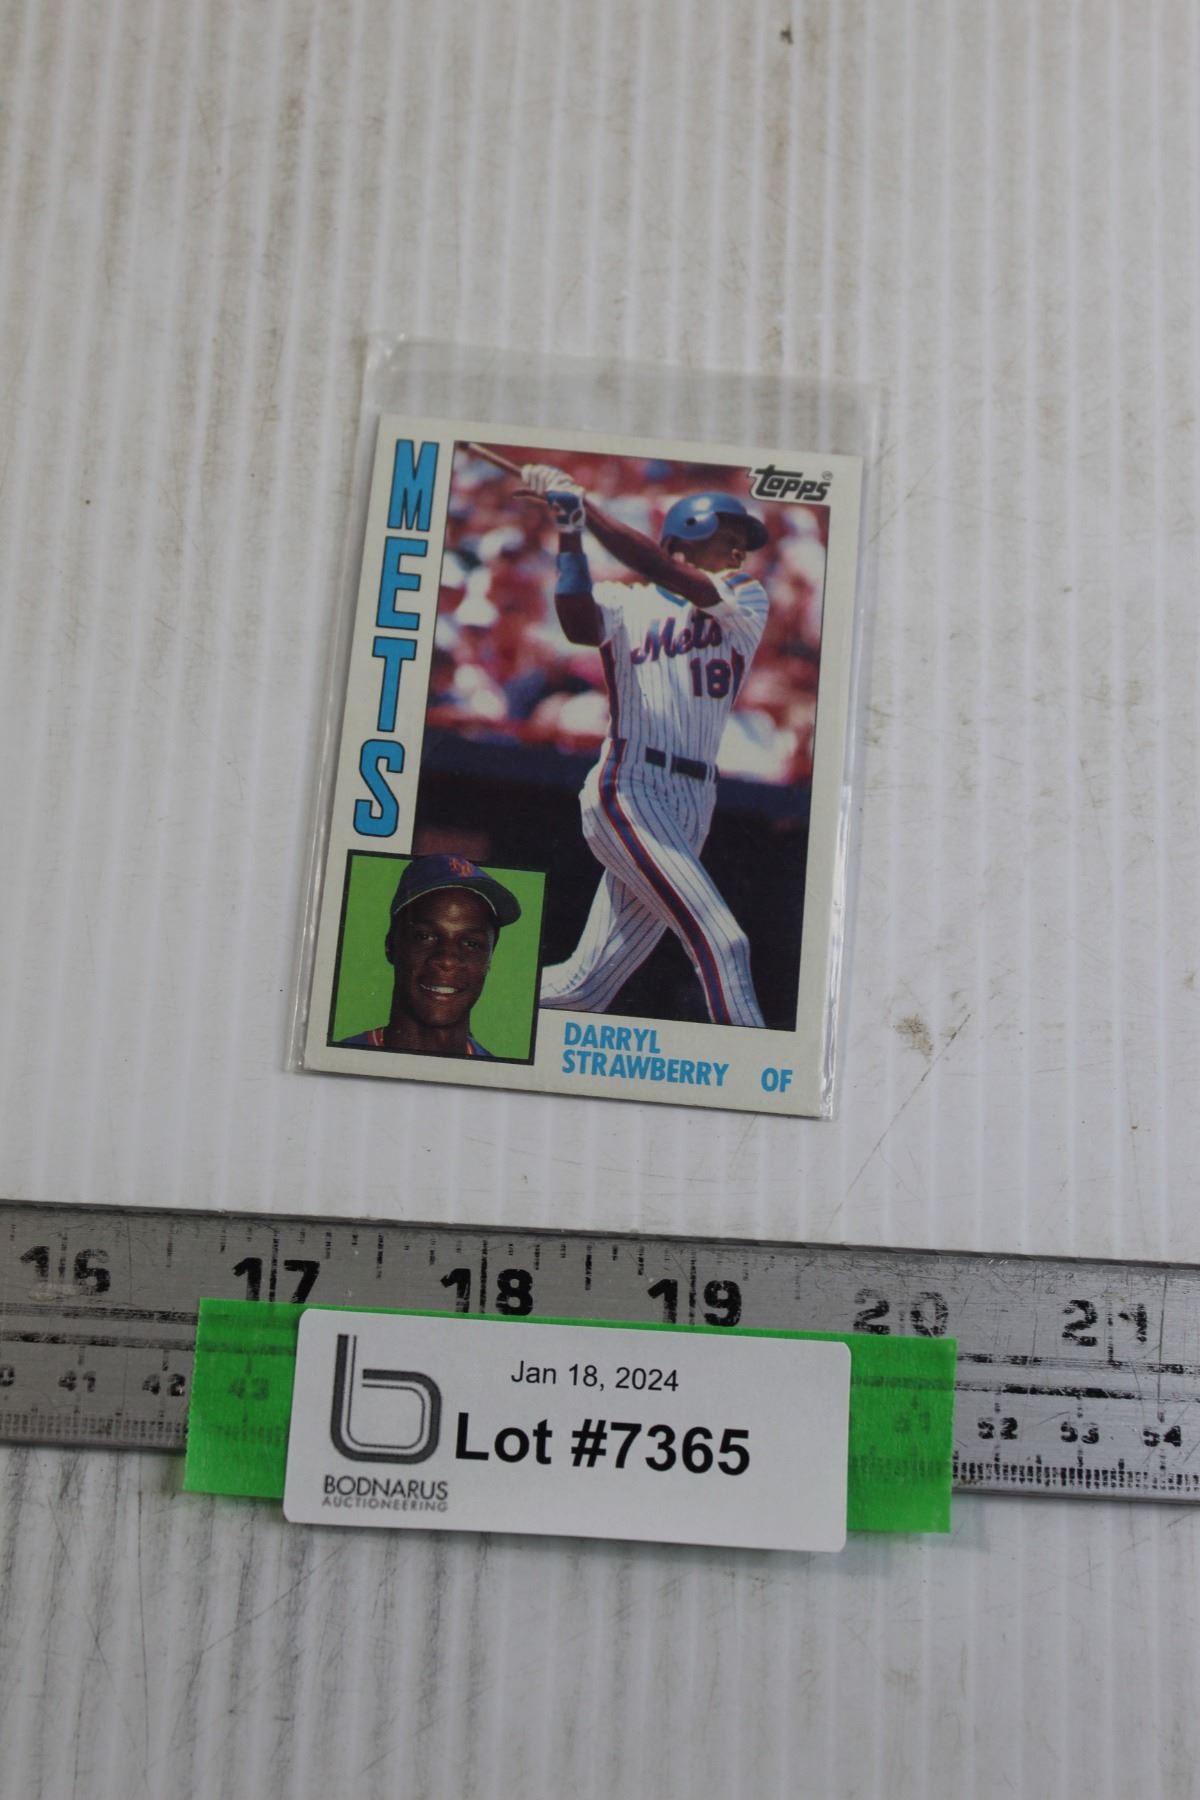 METS
topps
Mets
18
NY
DARRYL
STRAWBERRY OF
16 17 18 19 20 21
41 42 43 51 52 53 54
Jan 18, 2024
Lot #7365
b
BODNARUS
AUCTIONEERING